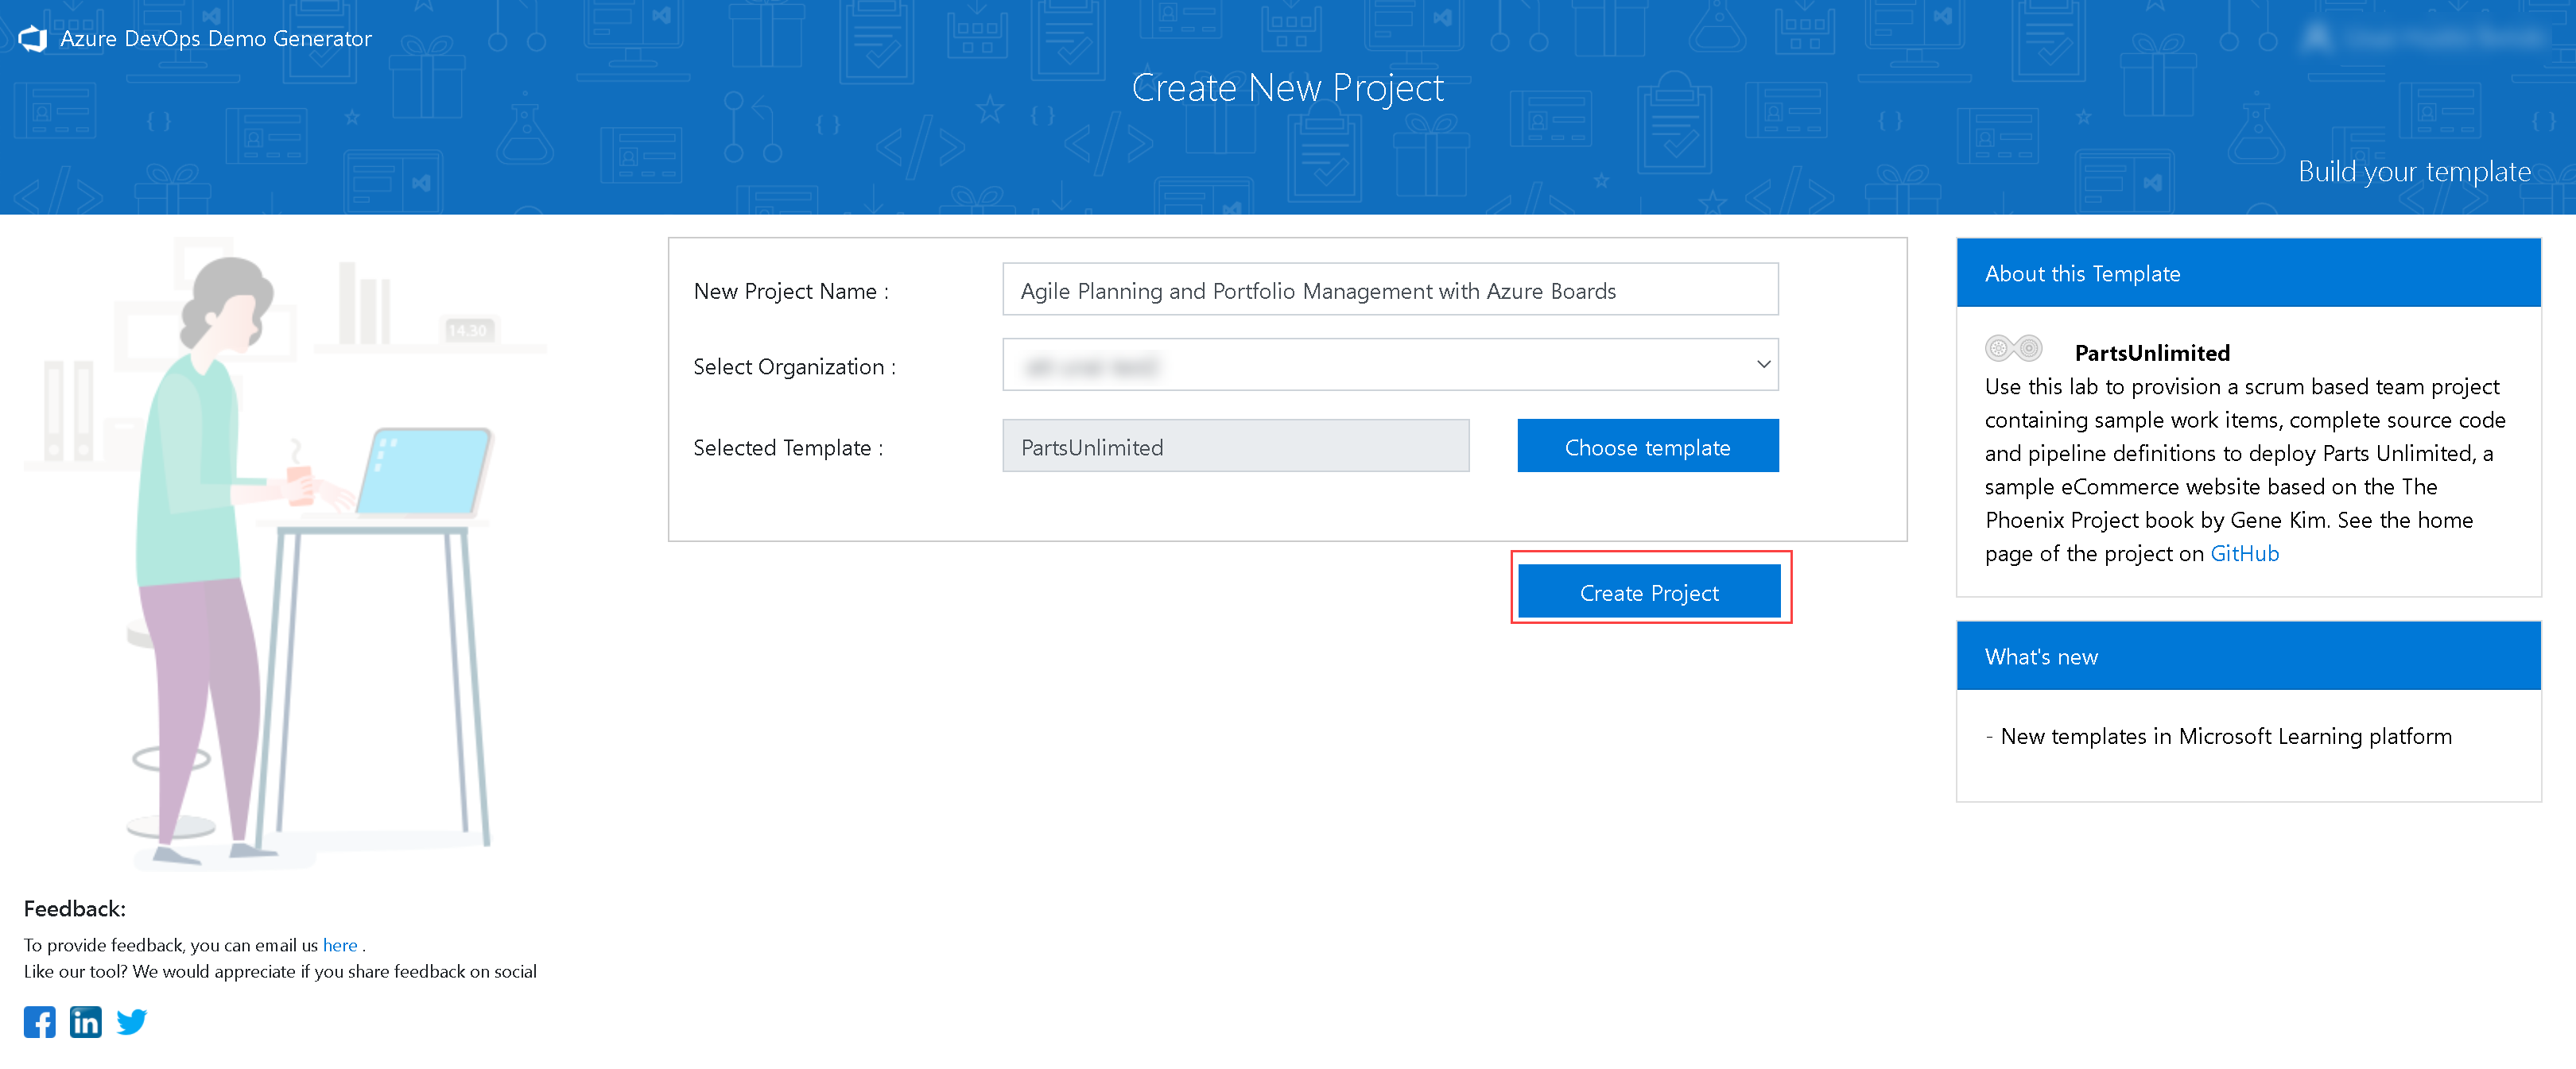 Azure DevOps Demo Generator
Create New Project
Build your template
New Project Name :
Agile Planning and Portfolio Management with Azure Boards
Select Organization :
Selected Template :
PartsUnlimited
Choose template
Create Project
About this Template
PartsUnlimited
Use this lab to provision a scrum based team project
containing sample work items, complete source code
and pipeline definitions to deploy Parts Unlimited, a
sample eCommerce website based on the The
Phoenix Project book by Gene Kim. See the home
page of the project on GitHub
What's new
- New templates in Microsoft Learning platform
14.30
Feedback:
To provide feedback, you can email us here .
Like our tool? We would appreciate if you share feedback on social